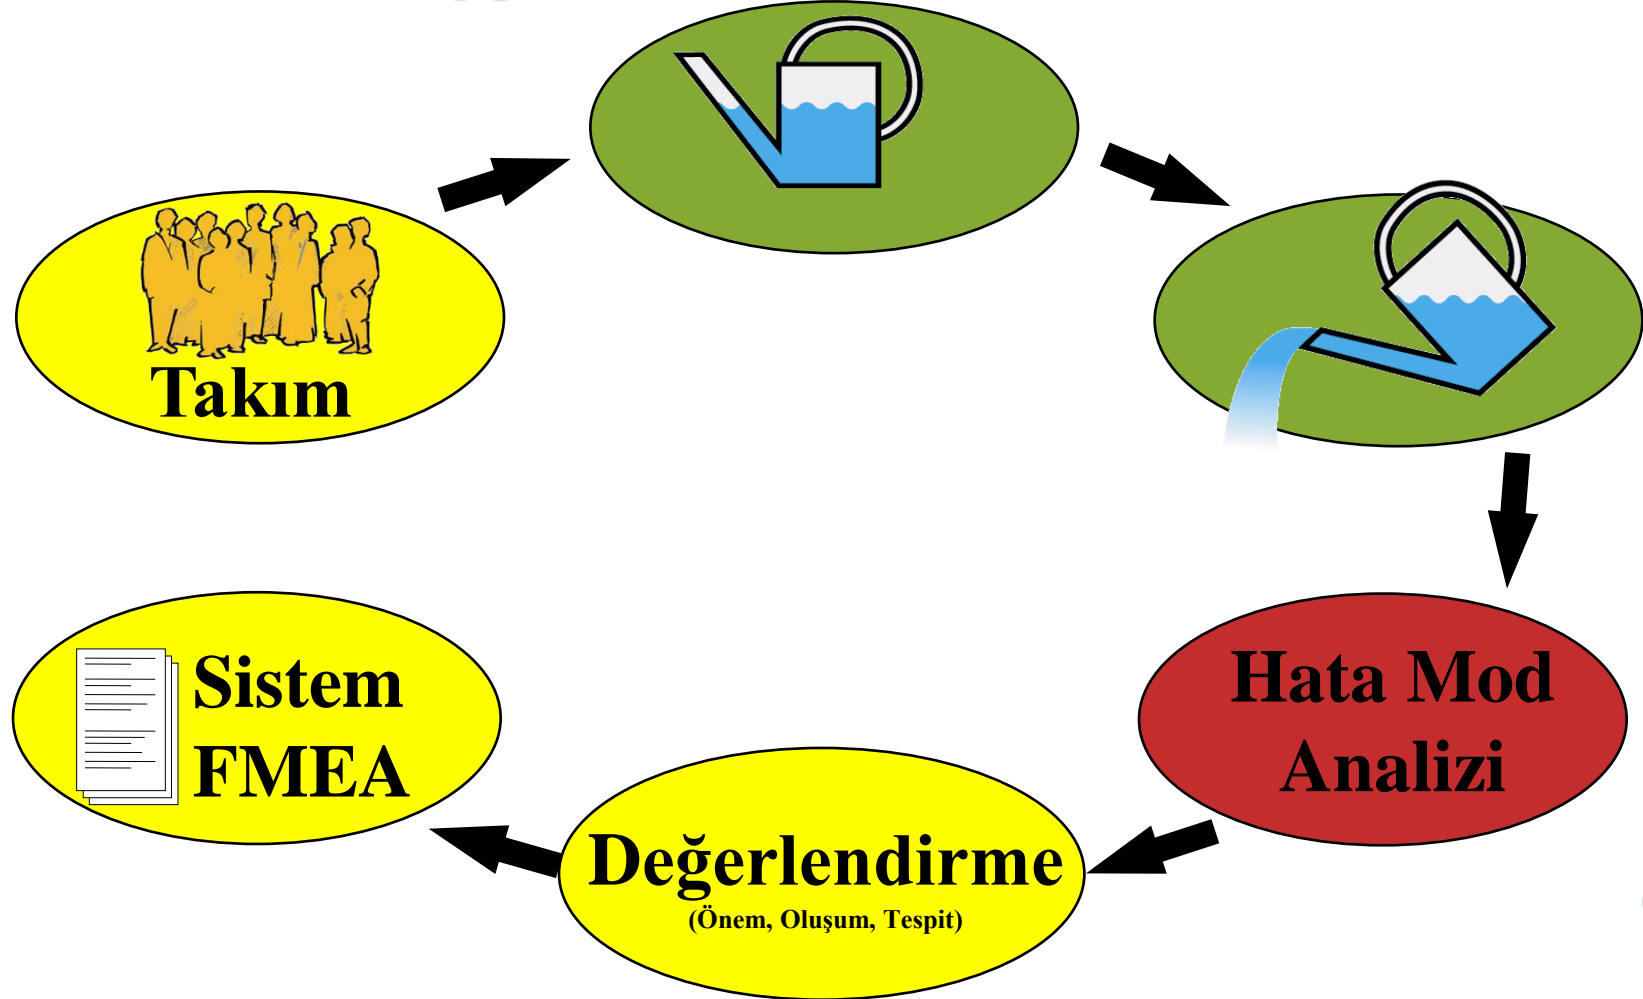 Takım
Hata Mod
Analizi
Değerlendirme
(Önem, Oluşum, Tespit)
Sistem
FMEA